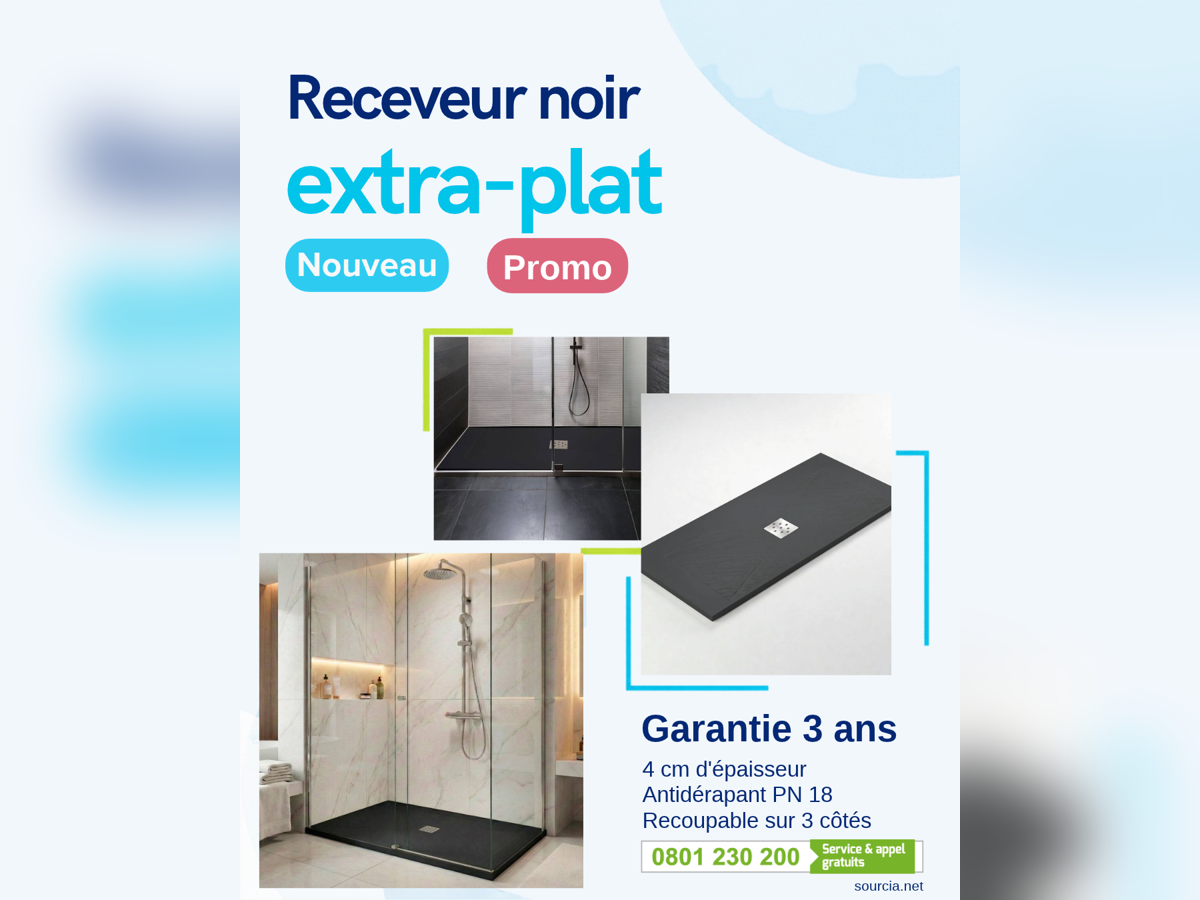 Receveur noir
extra-plat
Nouveau
Promo
Garantie 3 ans
4 cm d'épaisseur
Antidérapant PN 18
Recoupable sur 3 côtés
0801 230 200
Service & appel
gratuits
sourcia.net